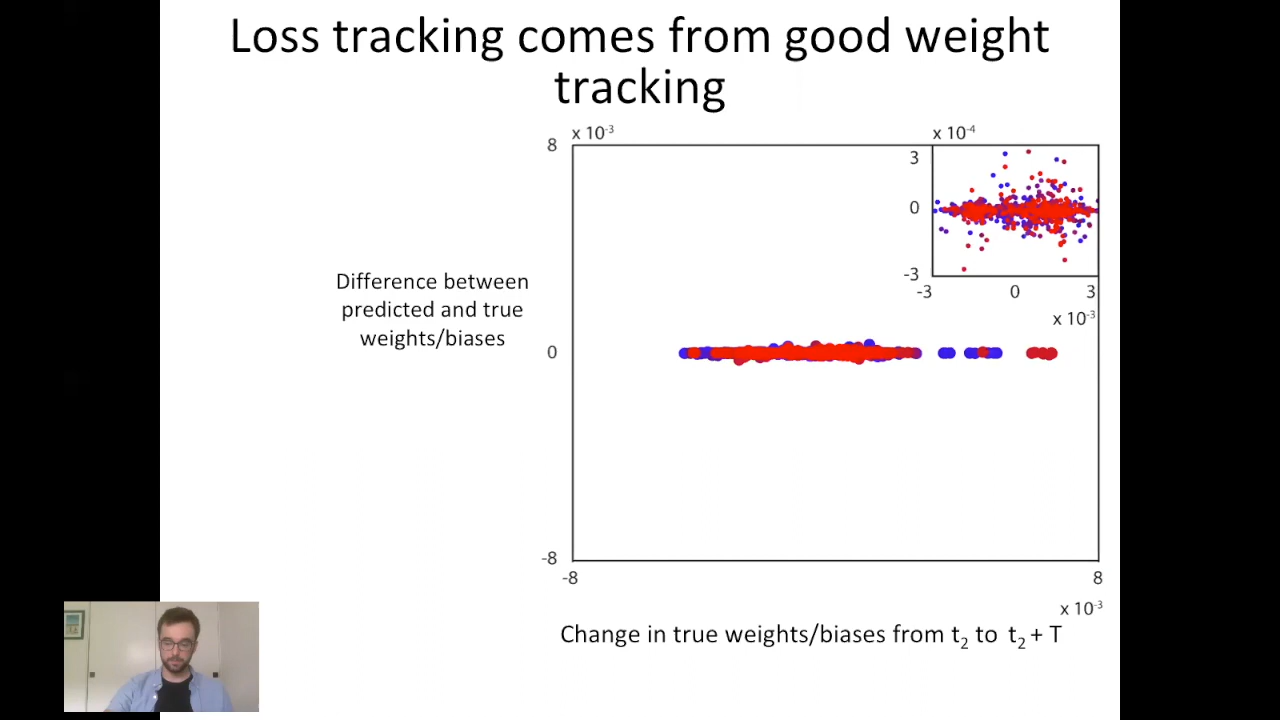 Loss tracking comes from good weight
tracking
x 10-3
8
x 10-4
3
0
-3
-3 0 3
x 10-3
Difference between
predicted and true
weights/biases
0
-8
-8 8
x 10-3
Change in true weights/biases from t2 to t2 + T